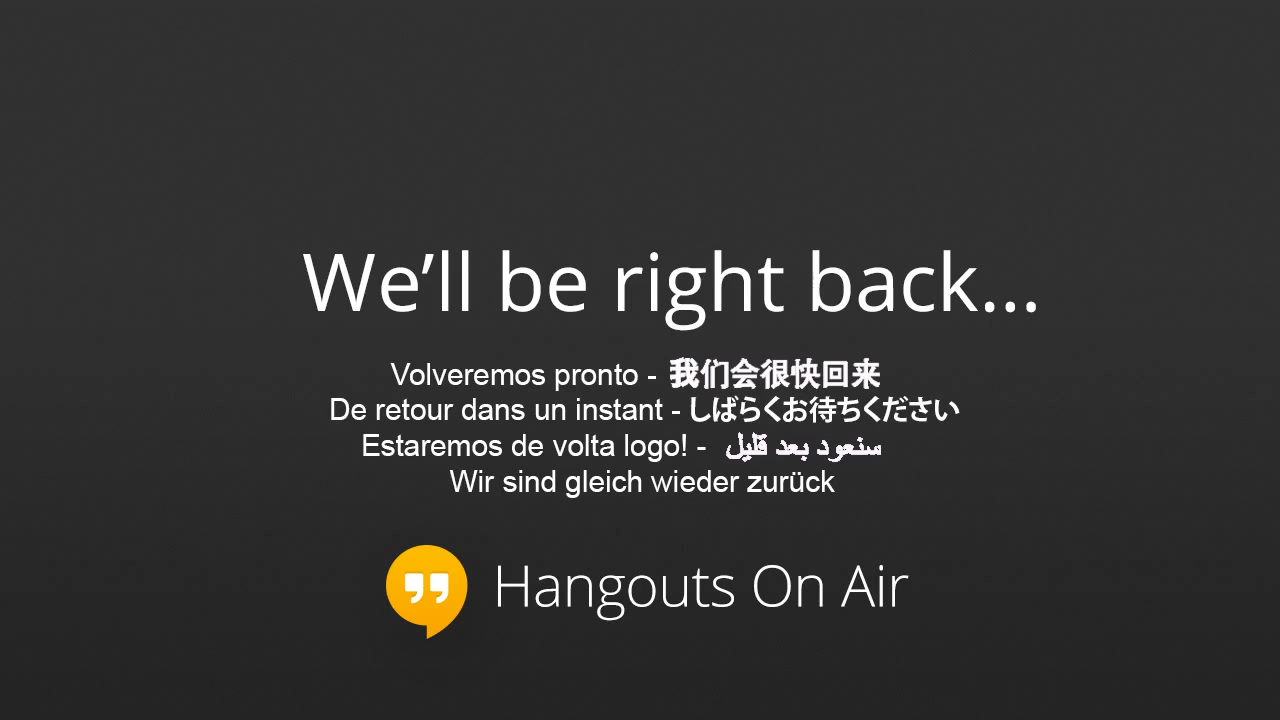 We’ll be right back...
Volveremos pronto - 我们会很快回来
De retour dans un instant - しばらくお待ちください
Estaremos de volta logo! - سنعود بعد قليل
Wir sind gleich wieder zurück
Hangouts On Air